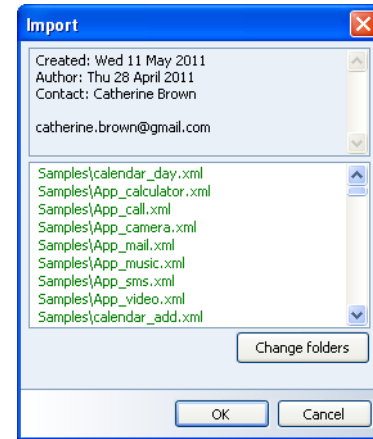 Import
Created: Wed 11 May 2011
Author: Thu 28 April 2011
Contact: Catherine Brown
catherine.brown@gmail.com
Samples\calendar_day.xml
Samples\App_calculator.xml
Samples\App_call.xml
Samples\App_camera.xml
Samples\App_mail.xml
Samples\App_music.xml
Samples\App_sms.xml
Samples\App_video.xml
Samples\calendar_add.xml
Change folders
OK Cancel